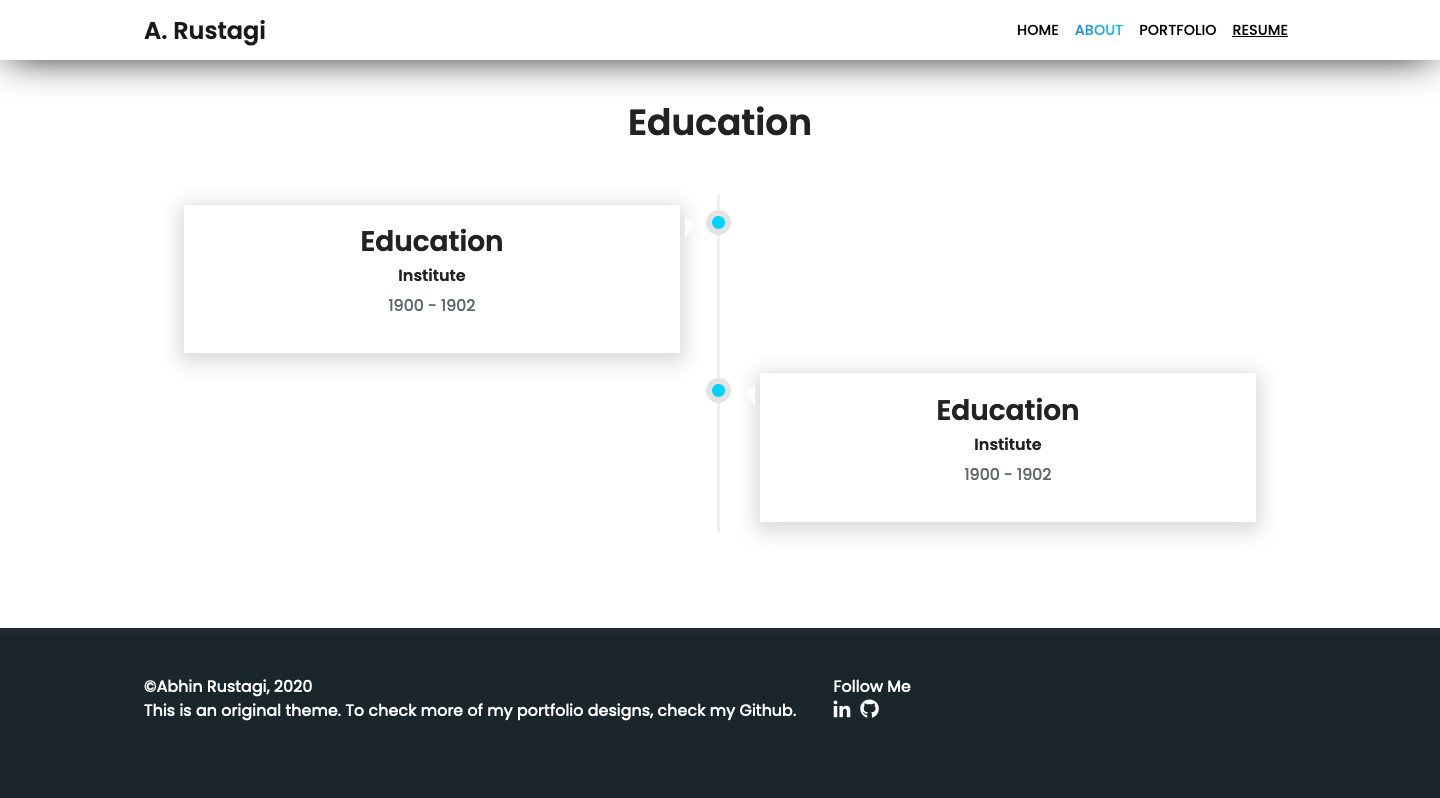 A. Rustagi
HOME ABOUT PORTFOLIO RESUME
Education
Education
Institute
1900 - 1902
Education
Institute
1900 - 1902
©Abhin Rustagi, 2020
This is an original theme. To check more of my portfolio designs, check my Github.
Follow Me